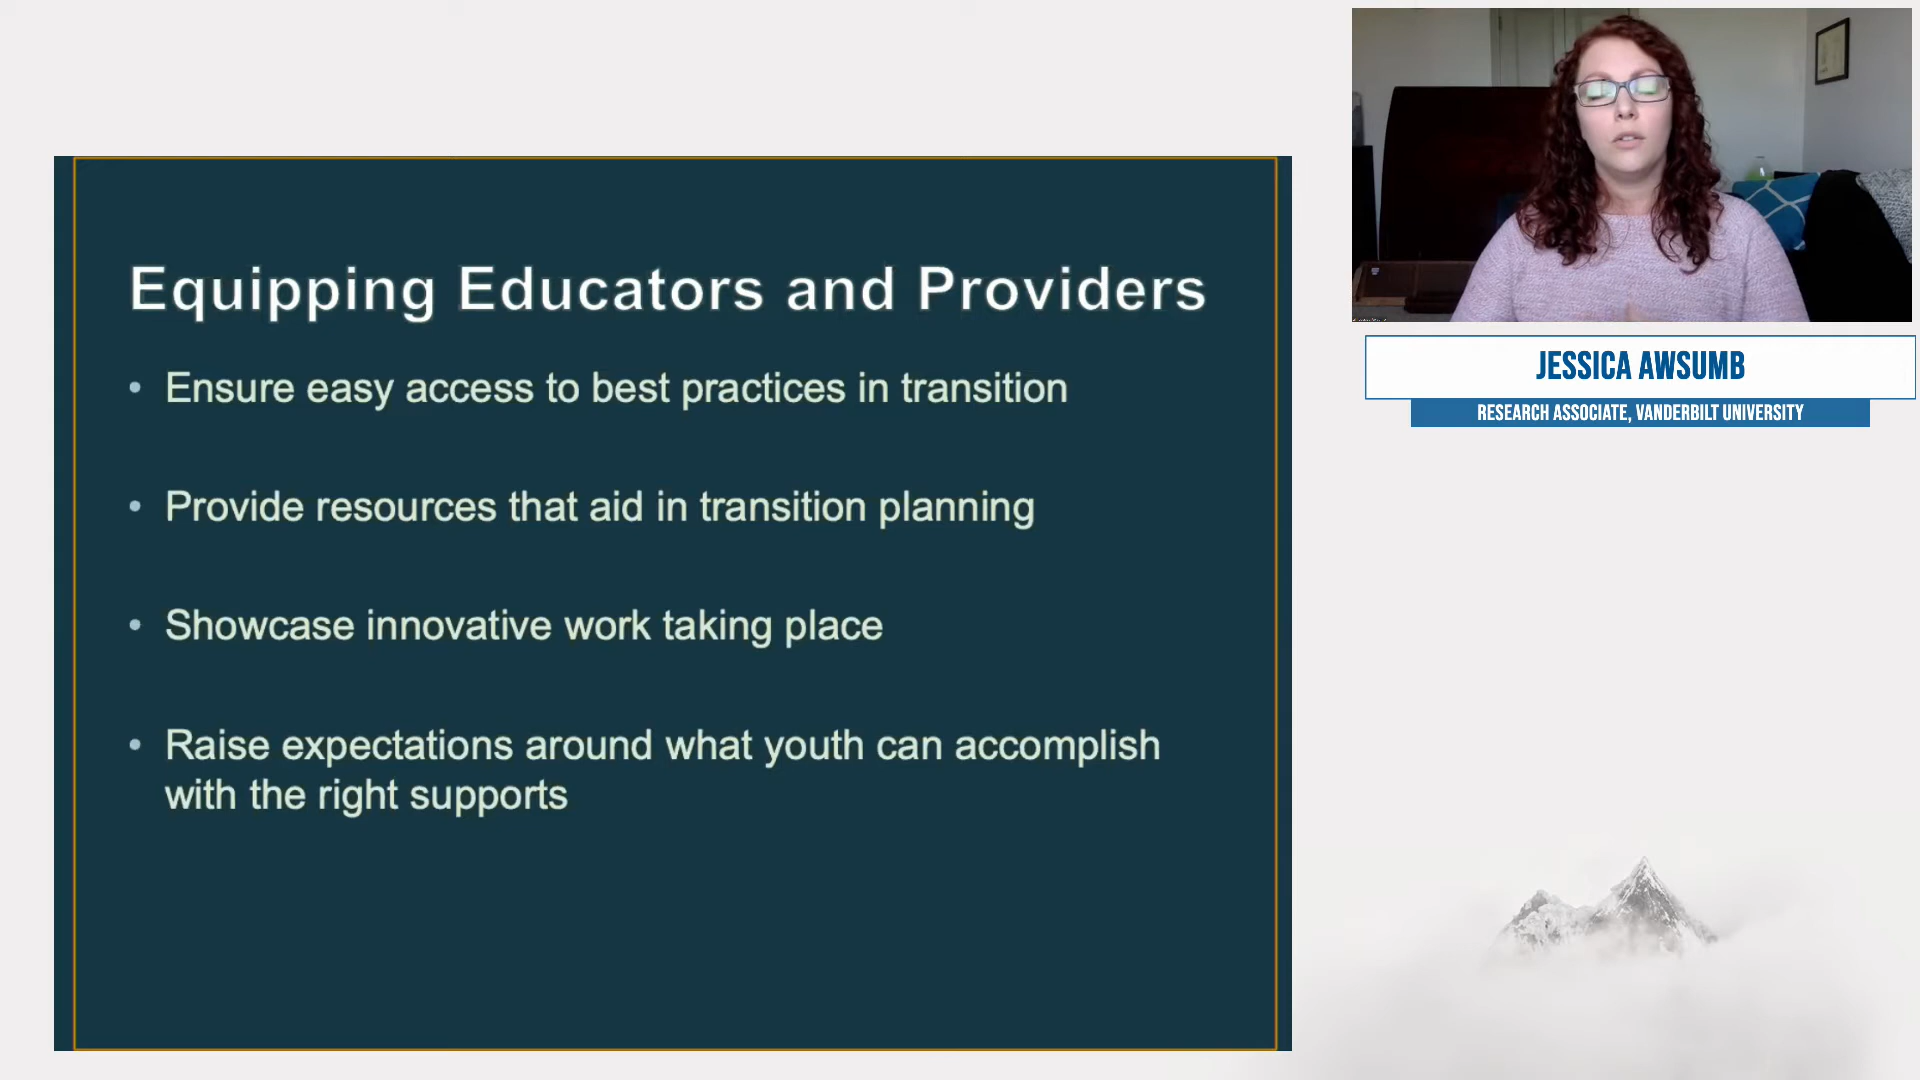 Equipping Educators and Providers
• Ensure easy access to best practices in transition
• Provide resources that aid in transition planning
• Showcase innovative work taking place
• Raise expectations around what youth can accomplish
with the right supports
JESSICA AWSUMB
RESEARCH ASSOCIATE, VANDERBILT UNIVERSITY